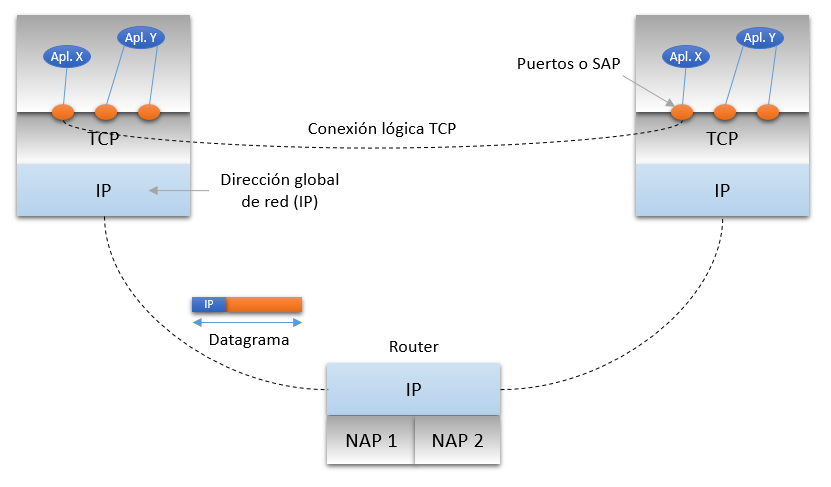 Apl. X
Apl. Y
Apl. X
Apl. Y
Puertos o SAP
Conexión lógica TCP
TCP
TCP
IP
Dirección global
de red (IP)
IP
IP
Datagrama
Router
IP
NAP 1
NAP 2